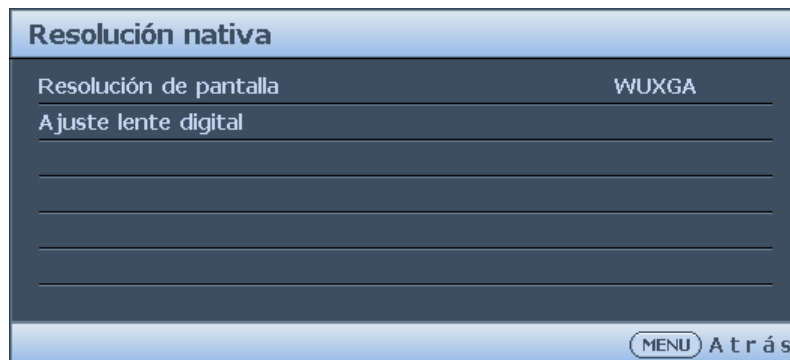 Resolución nativa
Resolución de pantalla WUXGA
Ajuste lente digital
MENU Atrás